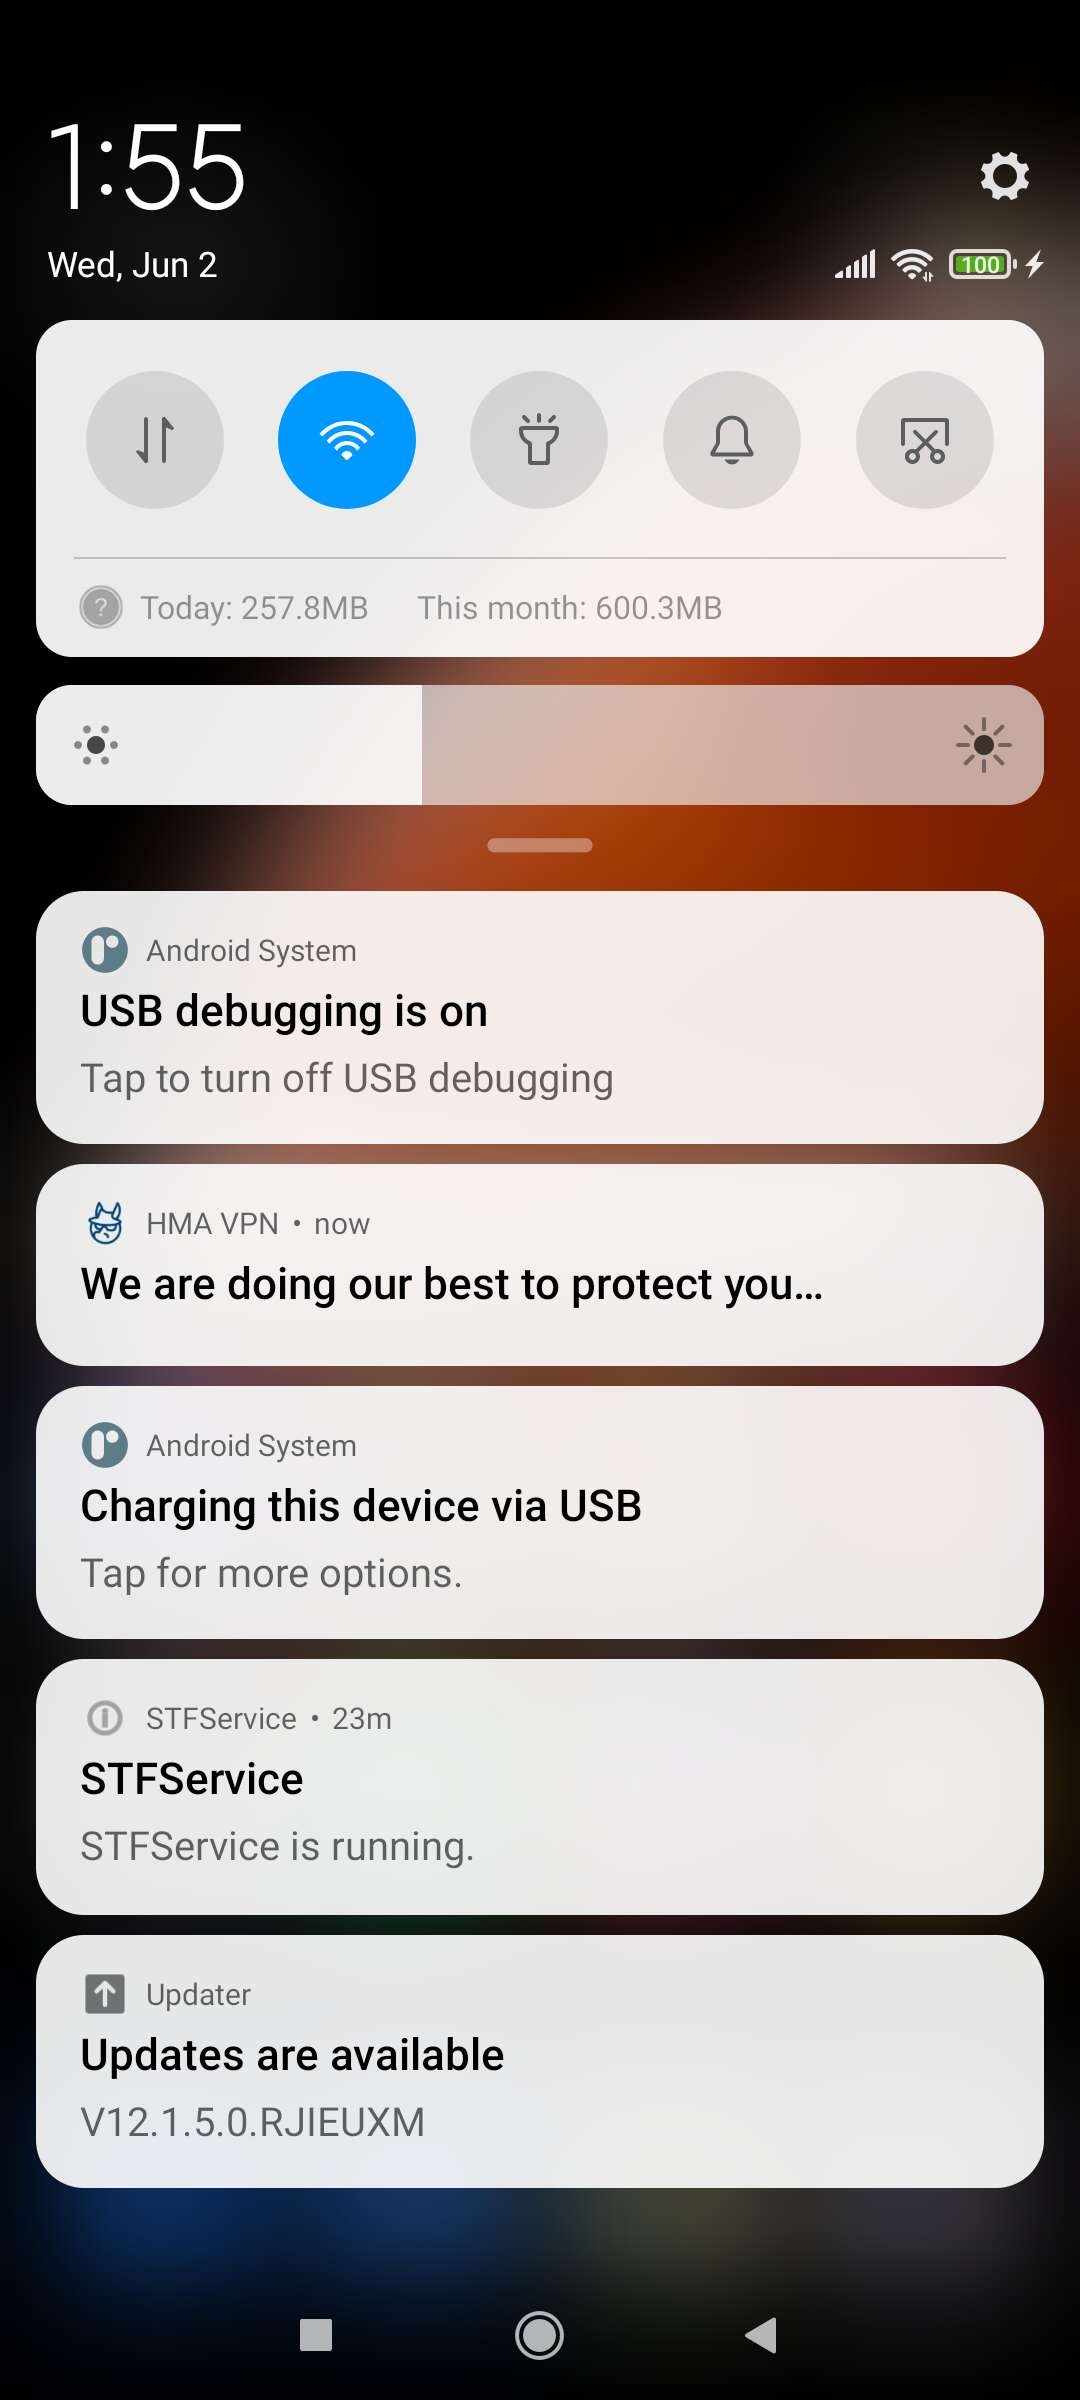 1:55
Wed, Jun 2
100
Today: 257.8MB This month: 600.3MB
Android System
USB debugging is on
Tap to turn off USB debugging
HMA VPN • now
We are doing our best to protect you...
Android System
Charging this device via USB
Tap for more options.
STFService • 23m
STFService
STFService is running.
Updater
Updates are available
V12.1.5.0.RJIEUXM